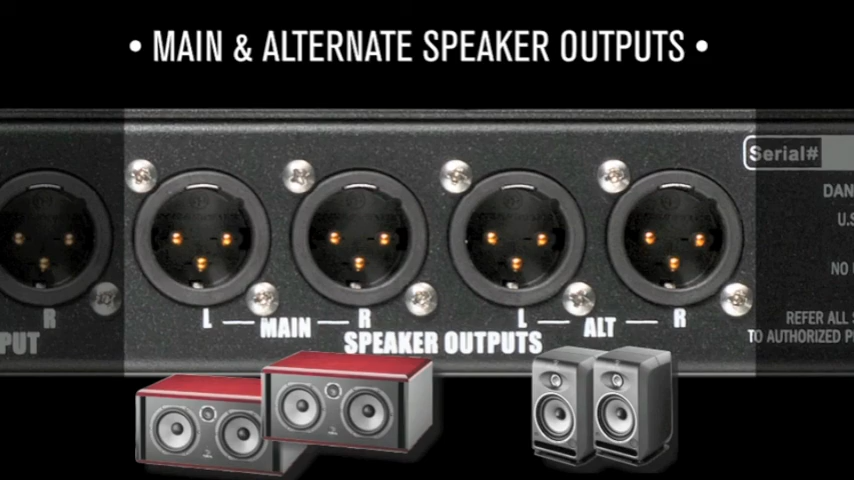 • MAIN & ALTERNATE SPEAKER OUTPUTS •
Serial#
DAN
U.S
NO
REFER ALL S
TO AUTHORIZED P
R
PUT
L MAIN R
L ALT R
SPEAKER OUTPUTS